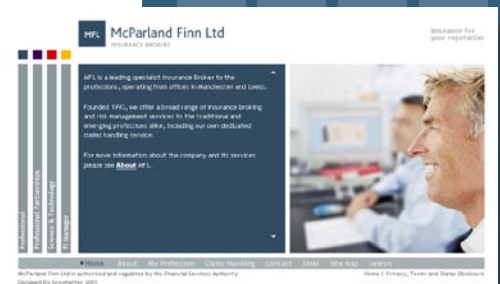 MFL McParland Finn Ltd
INSURANCE BROKERS
Insurance for
your reputation
MFL is a leading specialist Insurance Broker to the
professions, operating from offices in Manchester and Leeds.
Founded 1990, we offer a broad range of insurance broking
and risk management services to the traditional and
emerging professions alike, including our own dedicated
claims handling service.
For more information about the company and its services
please see About MFL.
Professional
Professional Partnerships
Science & Technology
PI Manager
Home About My Profession Claims Handling Contact Links Site map Search
McParland Finn Ltd is authorised and regulated by the Financial Services Authority
Home | Privacy, Terms and Status Disclosure
Designed by
2005